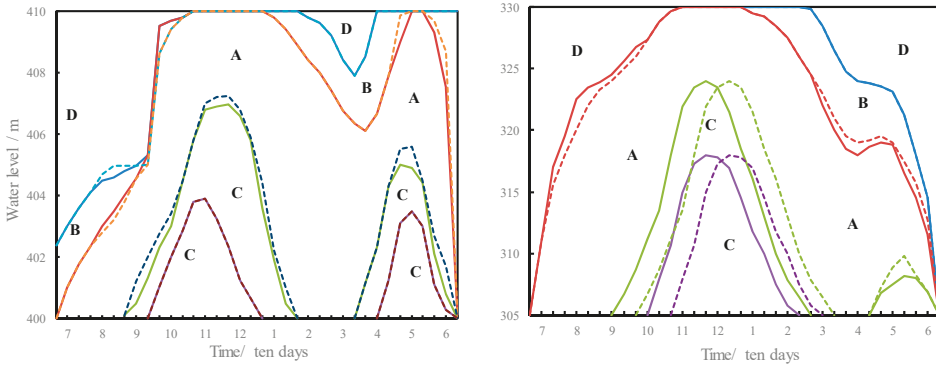 410
408
406
404
402
400
Water level / m
D
B
A
C
C
D
B
A
C
C
7 8 9 10 11 12 1 2 3 4 5 6
Time/ ten days
330
325
320
315
310
305
D
A
C
C
B
D
A
7 8 9 10 11 12 1 2 3 4 5 6
Time/ ten days